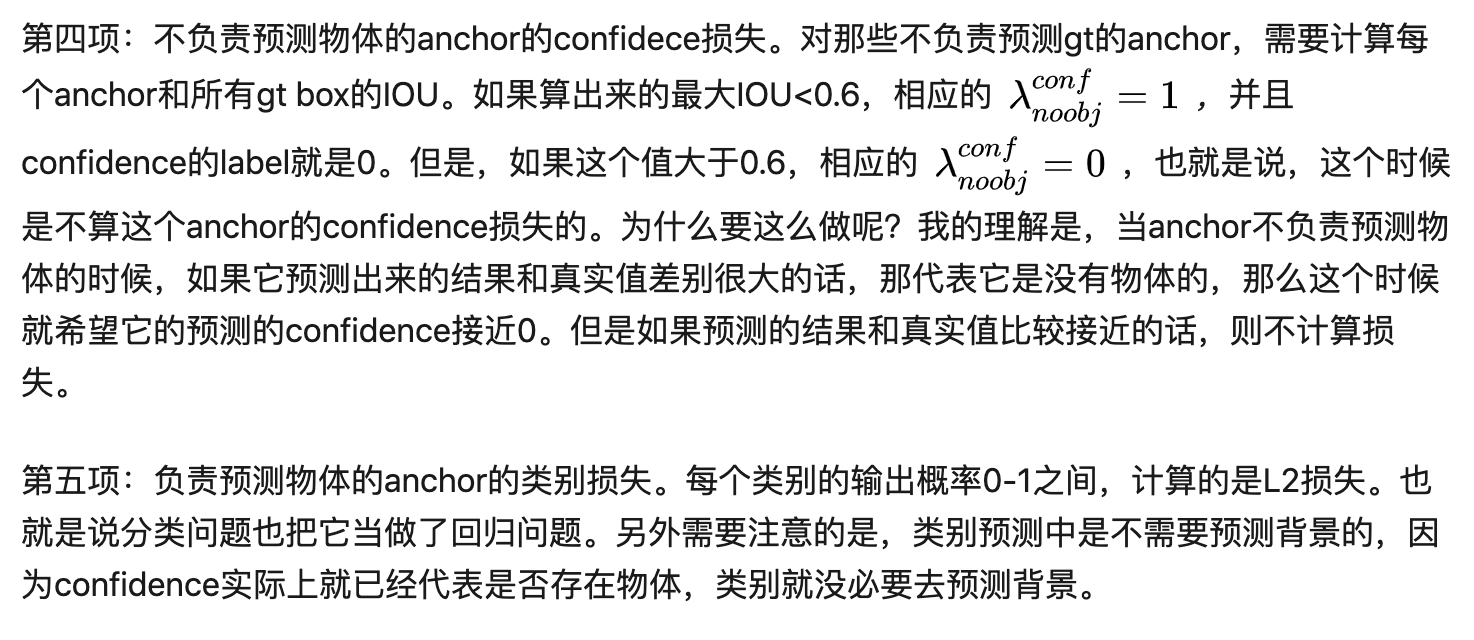 第四项：不负责预测物体的anchor的confidece损失。对那些不负责预测gt的anchor，需要计算每
个anchor和所有gt box的IOU。如果算出来的最大IOU<0.6，相应的 $\lambda_{noobj}^{conf} = 1$ ，并且
confidence的label就是0。但是，如果这个值大于0.6，相应的 $\lambda_{noobj}^{conf} = 0$ ，也就是说，这个时候
是不算这个anchor的confidence损失的。为什么要这么做呢？我的理解是，当anchor不负责预测物
体的时候，如果它预测出来的结果和真实值差别很大的话，那代表它是没有物体的，那么这个时候
就希望它的预测的confidence接近0。但是如果预测的结果和真实值比较接近的话，则不计算损
失。
第五项：负责预测物体的anchor的类别损失。每个类别的输出概率0-1之间，计算的是L2损失。也
就是说分类问题也把它当做了回归问题。另外需要注意的是，类别预测中是不需要预测背景的，因
为confidence实际上就已经代表是否存在物体，类别就没必要去预测背景。